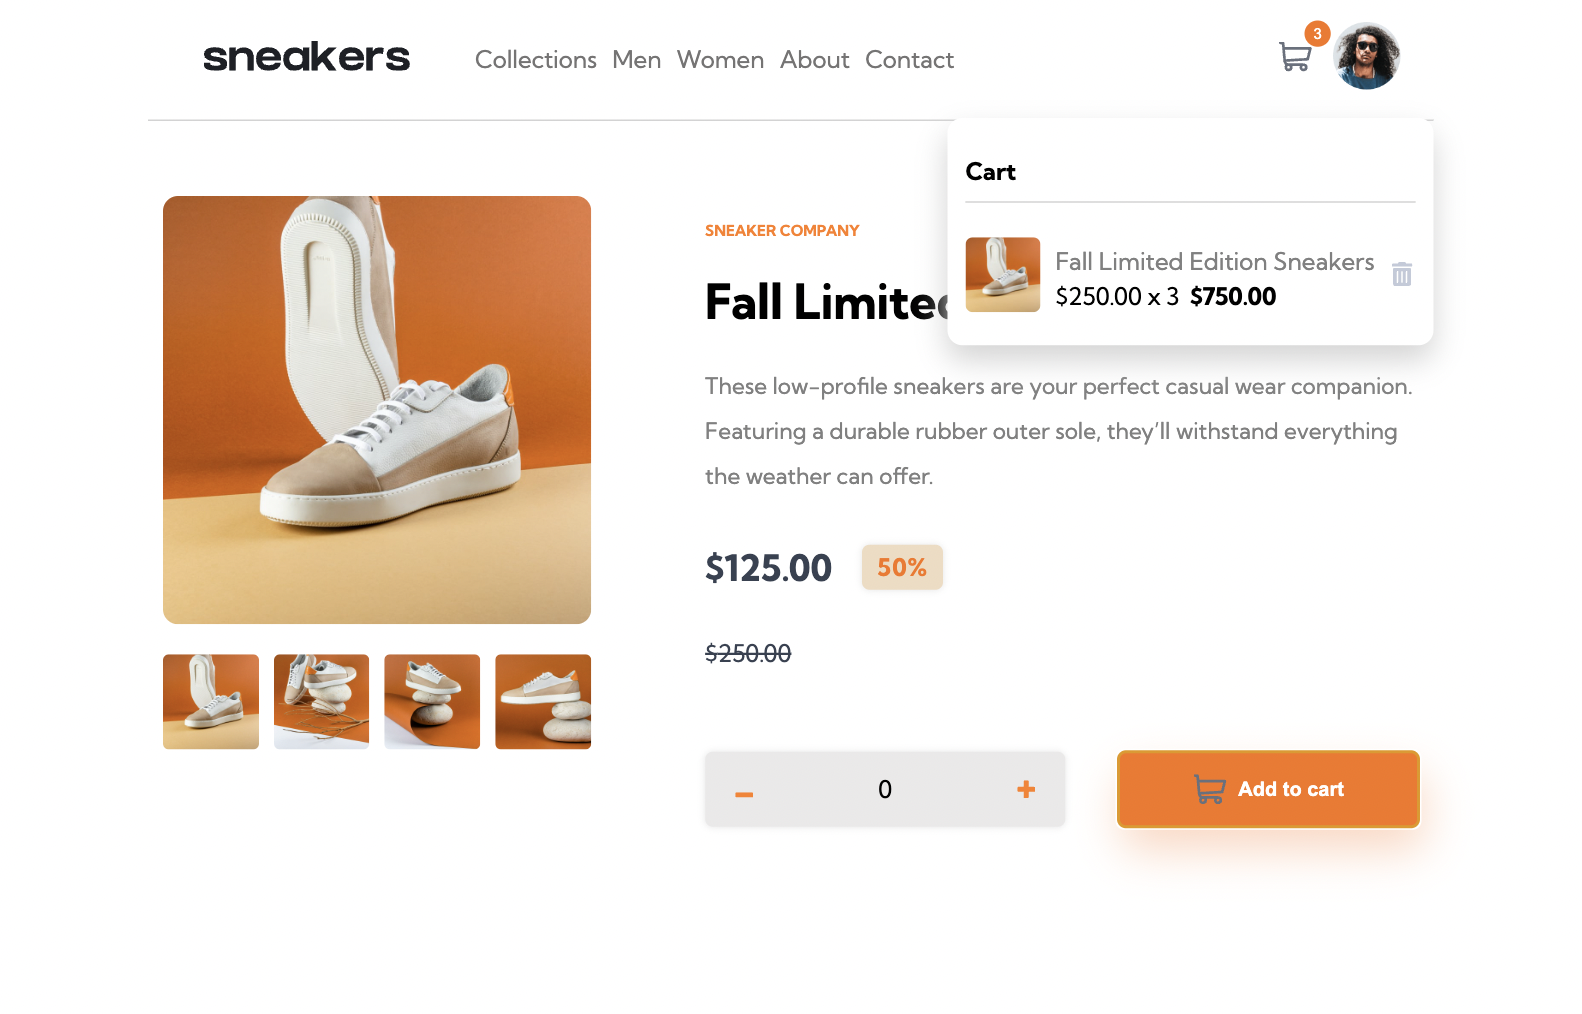 sneakers
Collections Men Women About Contact
3
Cart
Fall Limited Edition Sneakers
$250.00 x 3 $750.00
SNEAKER COMPANY
Fall Limited
These low-profile sneakers are your perfect casual wear companion.
Featuring a durable rubber outer sole, they’ll withstand everything
the weather can offer.
$125.00 50%
$250.00
– 0 +
Add to cart